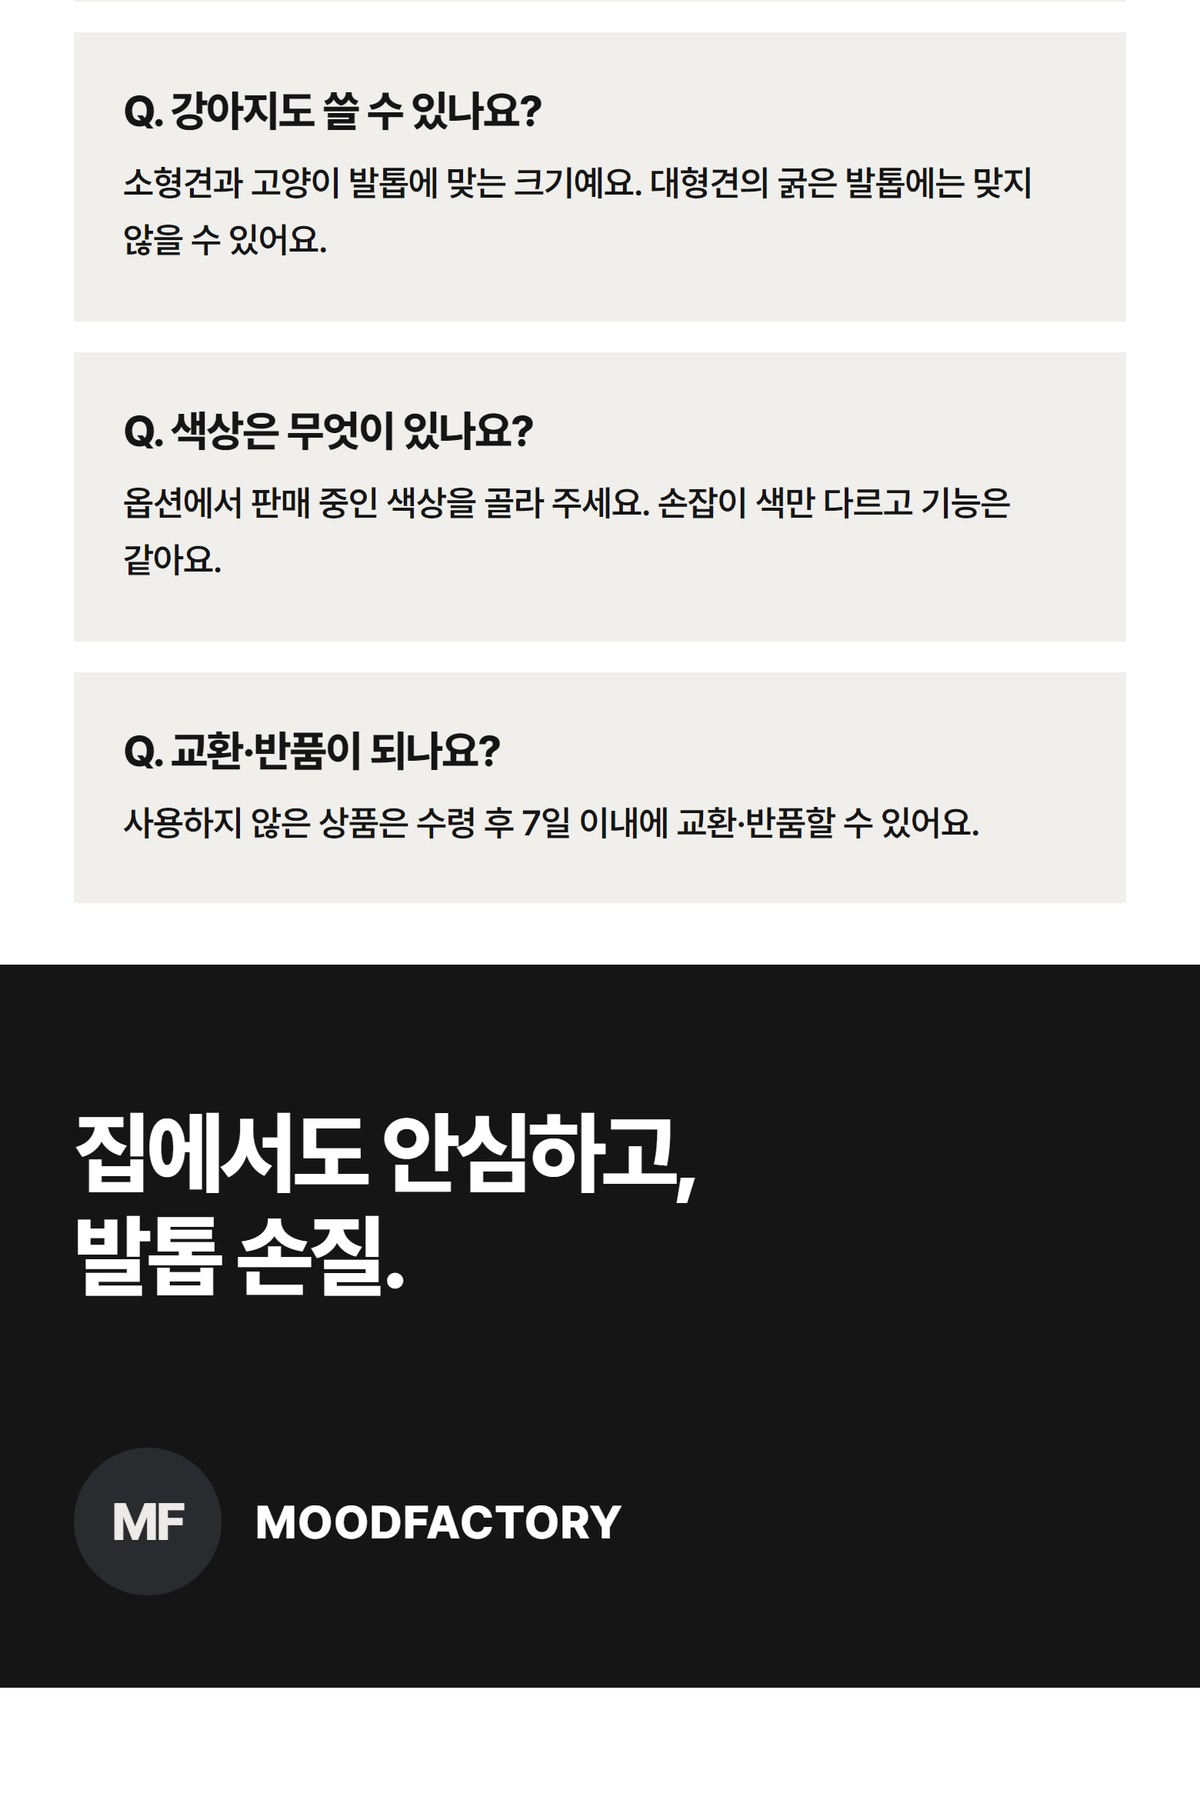 Q. 강아지도 쓸 수 있나요?
소형견과 고양이 발톱에 맞는 크기예요. 대형견의 굵은 발톱에는 맞지
않을 수 있어요.
Q. 색상은 무엇이 있나요?
옵션에서 판매 중인 색상을 골라 주세요. 손잡이 색만 다르고 기능은
같아요.
Q. 교환·반품이 되나요?
사용하지 않은 상품은 수령 후 7일 이내에 교환·반품할 수 있어요.
집에서도 안심하고,
발톱 손질.
MF MOODFACTORY